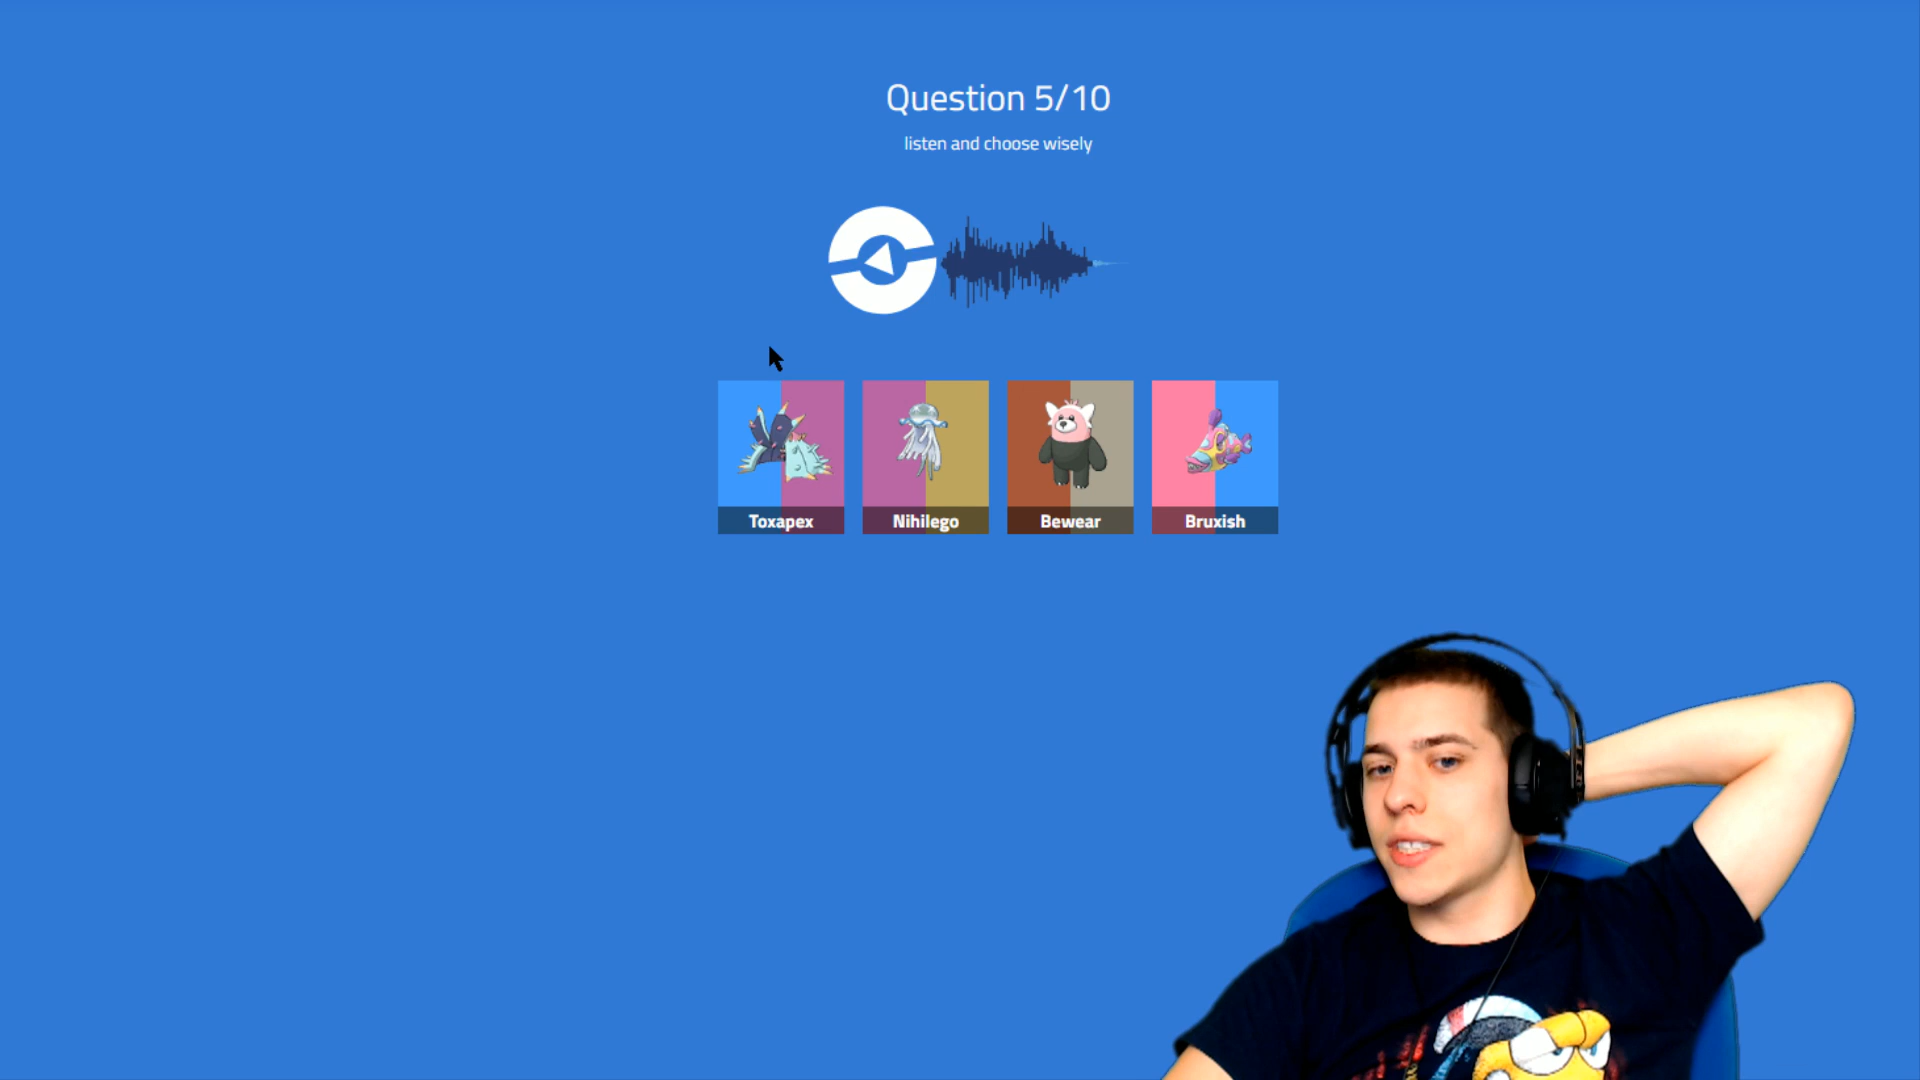 Question 5/10
listen and choose wisely
Toxapex
Nihilego
Bewear
Bruxish